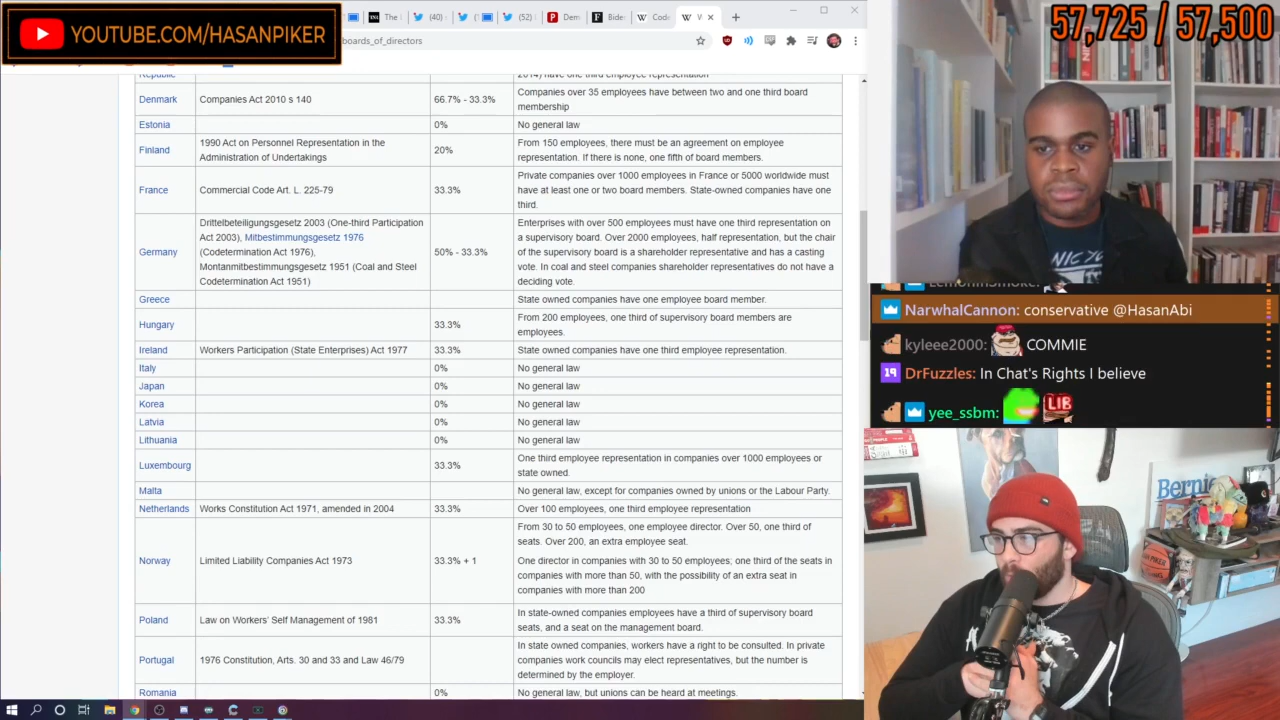 YOUTUBE.COM/HASANPIKER
57,725 / 57,500
The
(40)
(52)
Dem
Bide
Cod
W
boards_of_directors
Republic
2014) have one third employee representation
Denmark
Companies Act 2010 s 140
66.7% - 33.3%
Companies over 35 employees have between two and one third board
membership
Estonia
0%
No general law
Finland
1990 Act on Personnel Representation in the
Administration of Undertakings
20%
From 150 employees, there must be an agreement on employee
representation. If there is none, one fifth of board members.
France
Commercial Code Art. L. 225-79
33.3%
Private companies over 1000 employees in France or 5000 worldwide must
have at least one or two board members. State-owned companies have one
third.
Germany
Drittelbeteiligungsgesetz 2003 (One-third Participation
Act 2003), Mitbestimmungsgesetz 1976
(Codetermination Act 1976),
Montanmitbestimmungsgesetz 1951 (Coal and Steel
Codetermination Act 1951)
50% - 33.3%
Enterprises with over 500 employees must have one third representation on
a supervisory board. Over 2000 employees, half representation, but the chair
of the supervisory board is a shareholder representative and has a casting
vote. In coal and steel companies shareholder representatives do not have a
deciding vote.
Greece
State owned companies have one employee board member.
Hungary
33.3%
From 200 employees, one third of supervisory board members are
employees.
Ireland
Workers Participation (State Enterprises) Act 1977
33.3%
State owned companies have one third employee representation.
Italy
0%
No general law
Japan
0%
No general law
Korea
0%
No general law
Latvia
0%
No general law
Lithuania
0%
No general law
Luxembourg
33.3%
One third employee representation in companies over 1000 employees or
state owned.
Malta
No general law, except for companies owned by unions or the Labour Party.
Netherlands
Works Constitution Act 1971, amended in 2004
33.3%
Over 100 employees, one third employee representation
Norway
Limited Liability Companies Act 1973
33.3% + 1
From 30 to 50 employees, one employee director. Over 50, one third of
seats. Over 200, an extra employee seat.
One director in companies with 30 to 50 employees; one third of the seats in
companies with more than 50, with the possibility of an extra seat in
companies with more than 200
Poland
Law on Workers' Self Management of 1981
33.3%
In state-owned companies employees have a third of supervisory board
seats, and a seat on the management board.
Portugal
1976 Constitution, Arts. 30 and 33 and Law 46/79
In state owned companies, workers have a right to be consulted. In private
companies work councils may elect representatives, but the number is
determined by the employer.
Romania
0%
No general law, but unions can be heard at meetings.
LemonInSmoke:
NarwhalCannon: conservative @HasanAbi
kyleee2000: COMMIE
19 DrFuzzles: In Chat's Rights I believe
yee_ssbm: LIB
Bernie